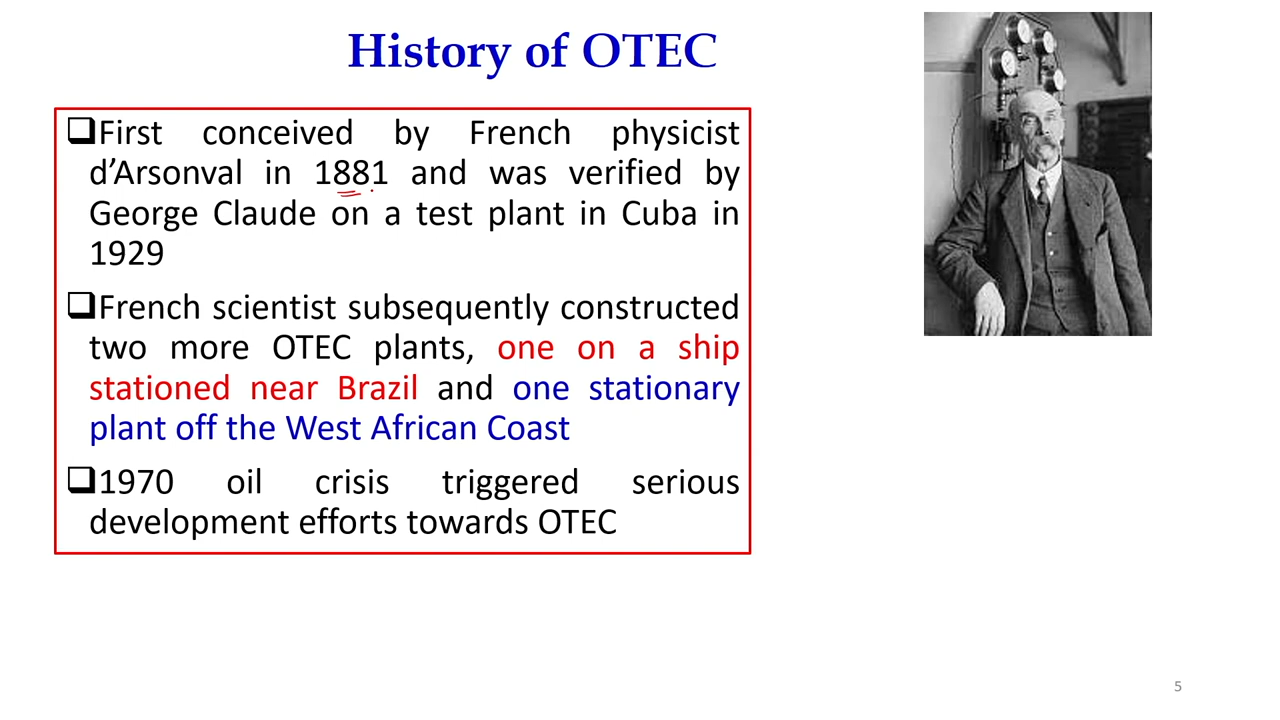 History of OTEC
❑First conceived by French physicist
d’Arsonval in 1881 and was verified by
George Claude on a test plant in Cuba in
1929
❑French scientist subsequently constructed
two more OTEC plants, one on a ship
stationed near Brazil and one stationary
plant off the West African Coast
❑1970 oil crisis triggered serious
development efforts towards OTEC
5